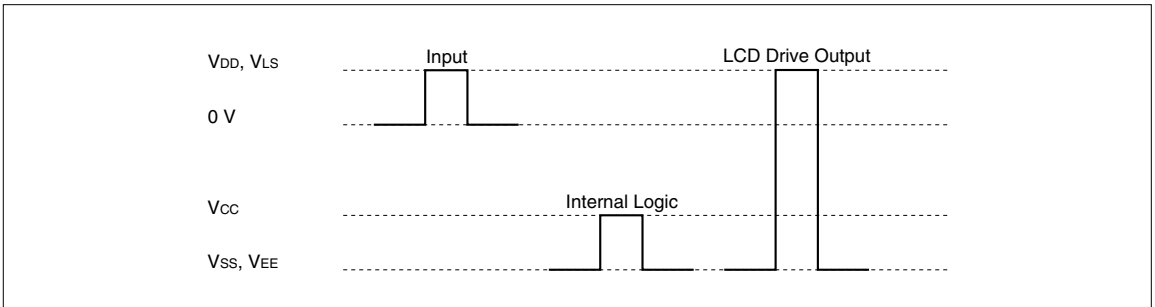 Input
LCD Drive Output
VDD, VLS
0 V
Internal Logic
VCC
VSS, VEE